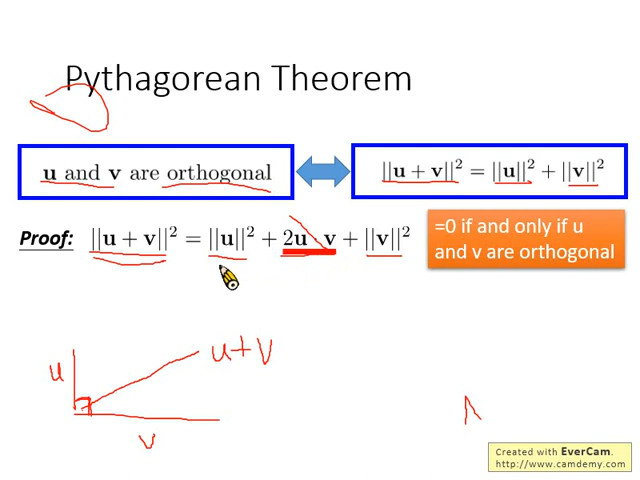 Pythagorean Theorem
u and v are orthogonal
||u + v||² = ||u||² + ||v||²
Proof: ||u + v||² = ||u||² + 2u v + ||v||²
=0 if and only if u
and v are orthogonal
u+v
u
v
Created with EverCam.
http://www.camdemy.com